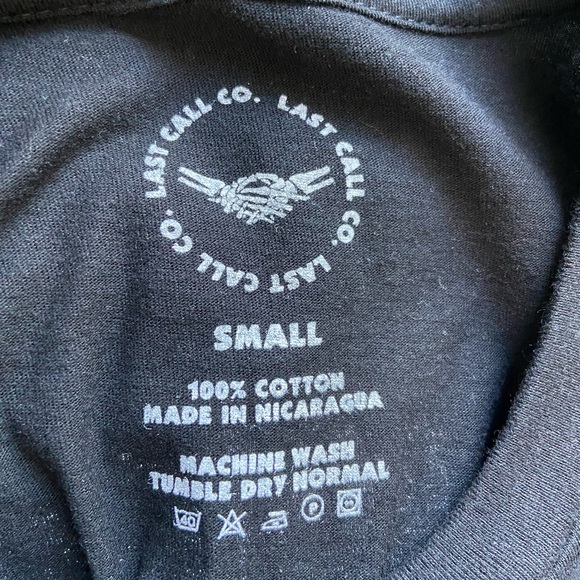 LAST CALL CO. LAST CALL CO. LAST CALL CO.
SMALL
100% COTTON
MADE IN NICARAGUA
MACHINE WASH
TUMBLE DRY NORMAL
40 P